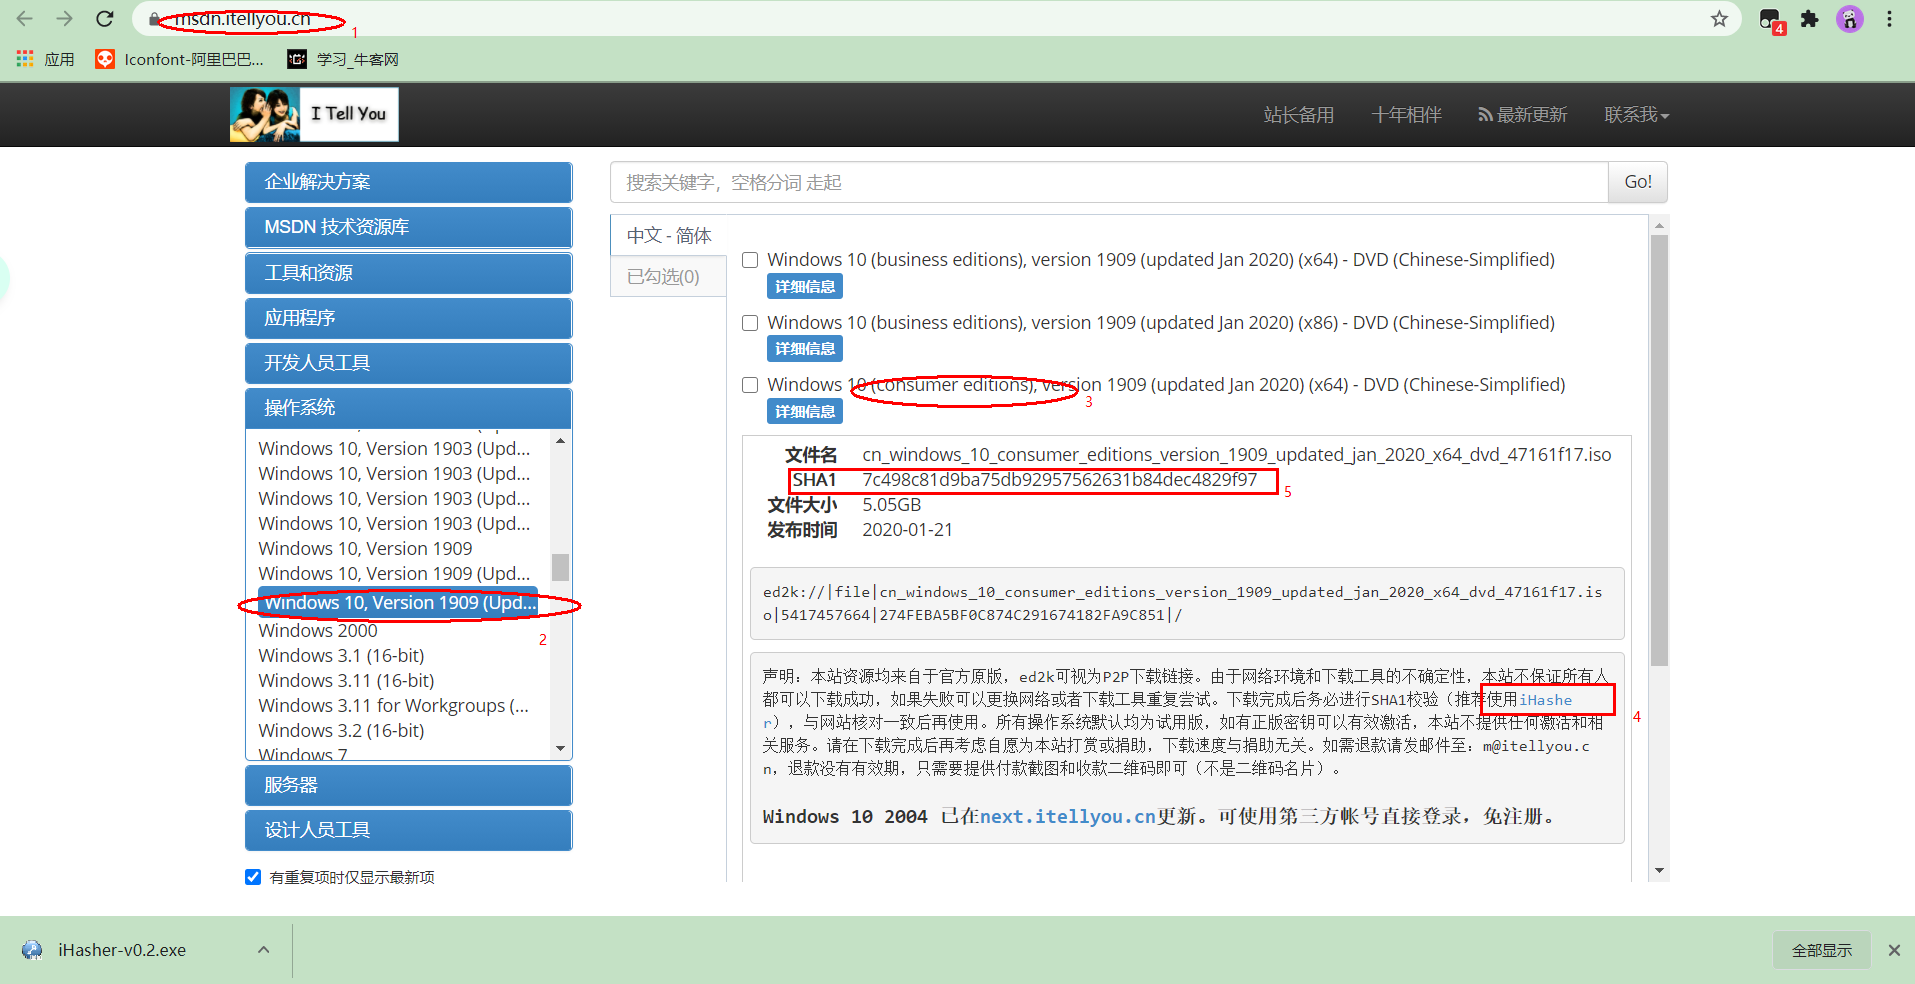 msdn.itellyou.cn
1
4
应用
Iconfont-阿里巴巴...
学习_牛客网
I Tell You
站长备用
十年相伴
最新更新
联系我
企业解决方案
MSDN 技术资源库
工具和资源
应用程序
开发人员工具
操作系统
Windows 10, Version 1903 (Upd...
Windows 10, Version 1903 (Upd...
Windows 10, Version 1903 (Upd...
Windows 10, Version 1903 (Upd...
Windows 10, Version 1909
Windows 10, Version 1909 (Upd...
Windows 10, Version 1909 (Upd...
2
Windows 2000
Windows 3.1 (16-bit)
Windows 3.11 (16-bit)
Windows 3.11 for Workgroups (...
Windows 3.2 (16-bit)
Windows 7
服务器
设计人员工具
有重复项时仅显示最新项
搜索关键字，空格分词 走起
Go!
中文 - 简体
已勾选(0)
Windows 10 (business editions), version 1909 (updated Jan 2020) (x64) - DVD (Chinese-Simplified)
详细信息
Windows 10 (business editions), version 1909 (updated Jan 2020) (x86) - DVD (Chinese-Simplified)
详细信息
Windows 10 (consumer editions), version 1909 (updated Jan 2020) (x64) - DVD (Chinese-Simplified)
3
详细信息
文件名 cn_windows_10_consumer_editions_version_1909_updated_jan_2020_x64_dvd_47161f17.iso
SHA1 7c498c81d9ba75db92957562631b84dec4829f97
5
文件大小 5.05GB
发布时间 2020-01-21
ed2k://|file|cn_windows_10_consumer_editions_version_1909_updated_jan_2020_x64_dvd_47161f17.is
o|5417457664|274FEBA5BF0C874C291674182FA9C851|/
声明：本站资源均来自于官方原版，ed2k可视为P2P下载链接。由于网络环境和下载工具的不确定性，本站不保证所有人
都可以下载成功，如果失败可以更换网络或者下载工具重复尝试。下载完成后务必进行SHA1校验（推荐使用iHashe
r），与网站核对一致后再使用。所有操作系统默认均为试用版，如有正版密钥可以有效激活，本站不提供任何激活和相
4
关服务。请在下载完成后再考虑自愿为本站打赏或捐助，下载速度与捐助无关。如需退款请发邮件至：m@itellyou.c
n，退款没有有效期，只需要提供付款截图和收款二维码即可（不是二维码名片）。
Windows 10 2004 已在next.itellyou.cn更新。可使用第三方帐号直接登录，免注册。
iHasher-v0.2.exe
全部显示